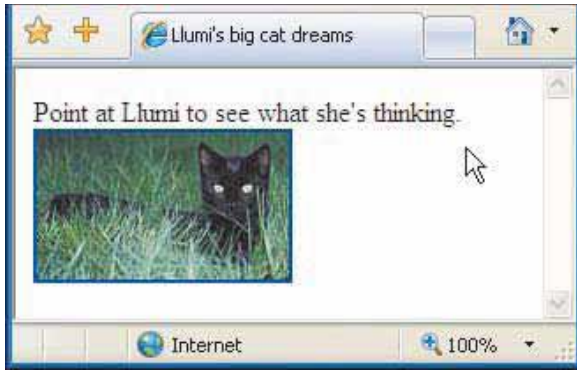 Llumi's big cat dreams
Point at Llumi to see what she's thinking.
Internet
100%